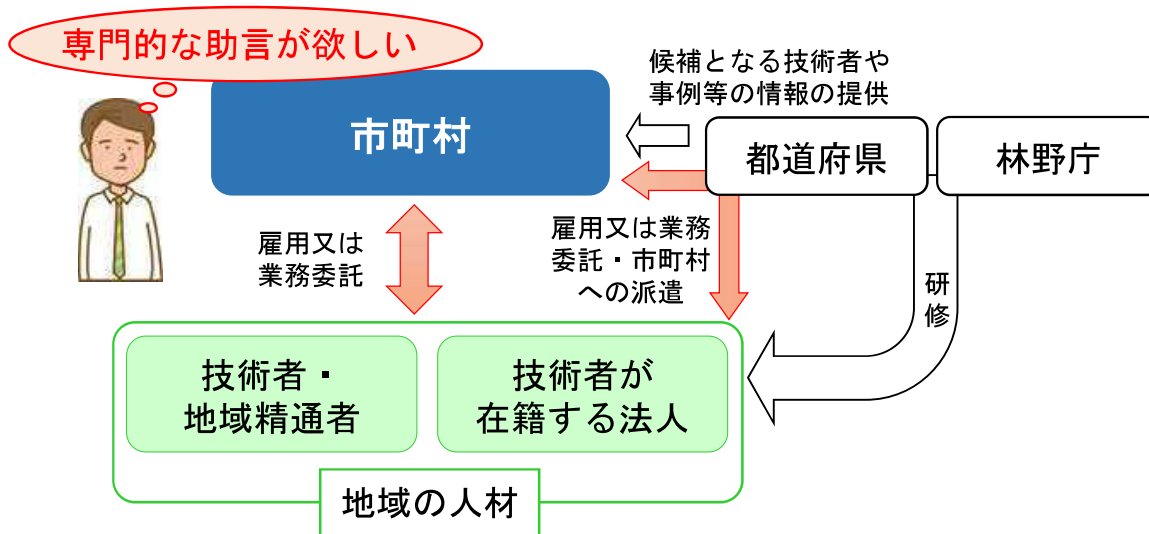 専門的な助言が欲しい
市町村
候補となる技術者や
事例等の情報の提供
都道府県
林野庁
雇用又は
業務委託
雇用又は業務
委託・市町村
への派遣
研修
技術者・
地域精通者
技術者が
在籍する法人
地域の人材